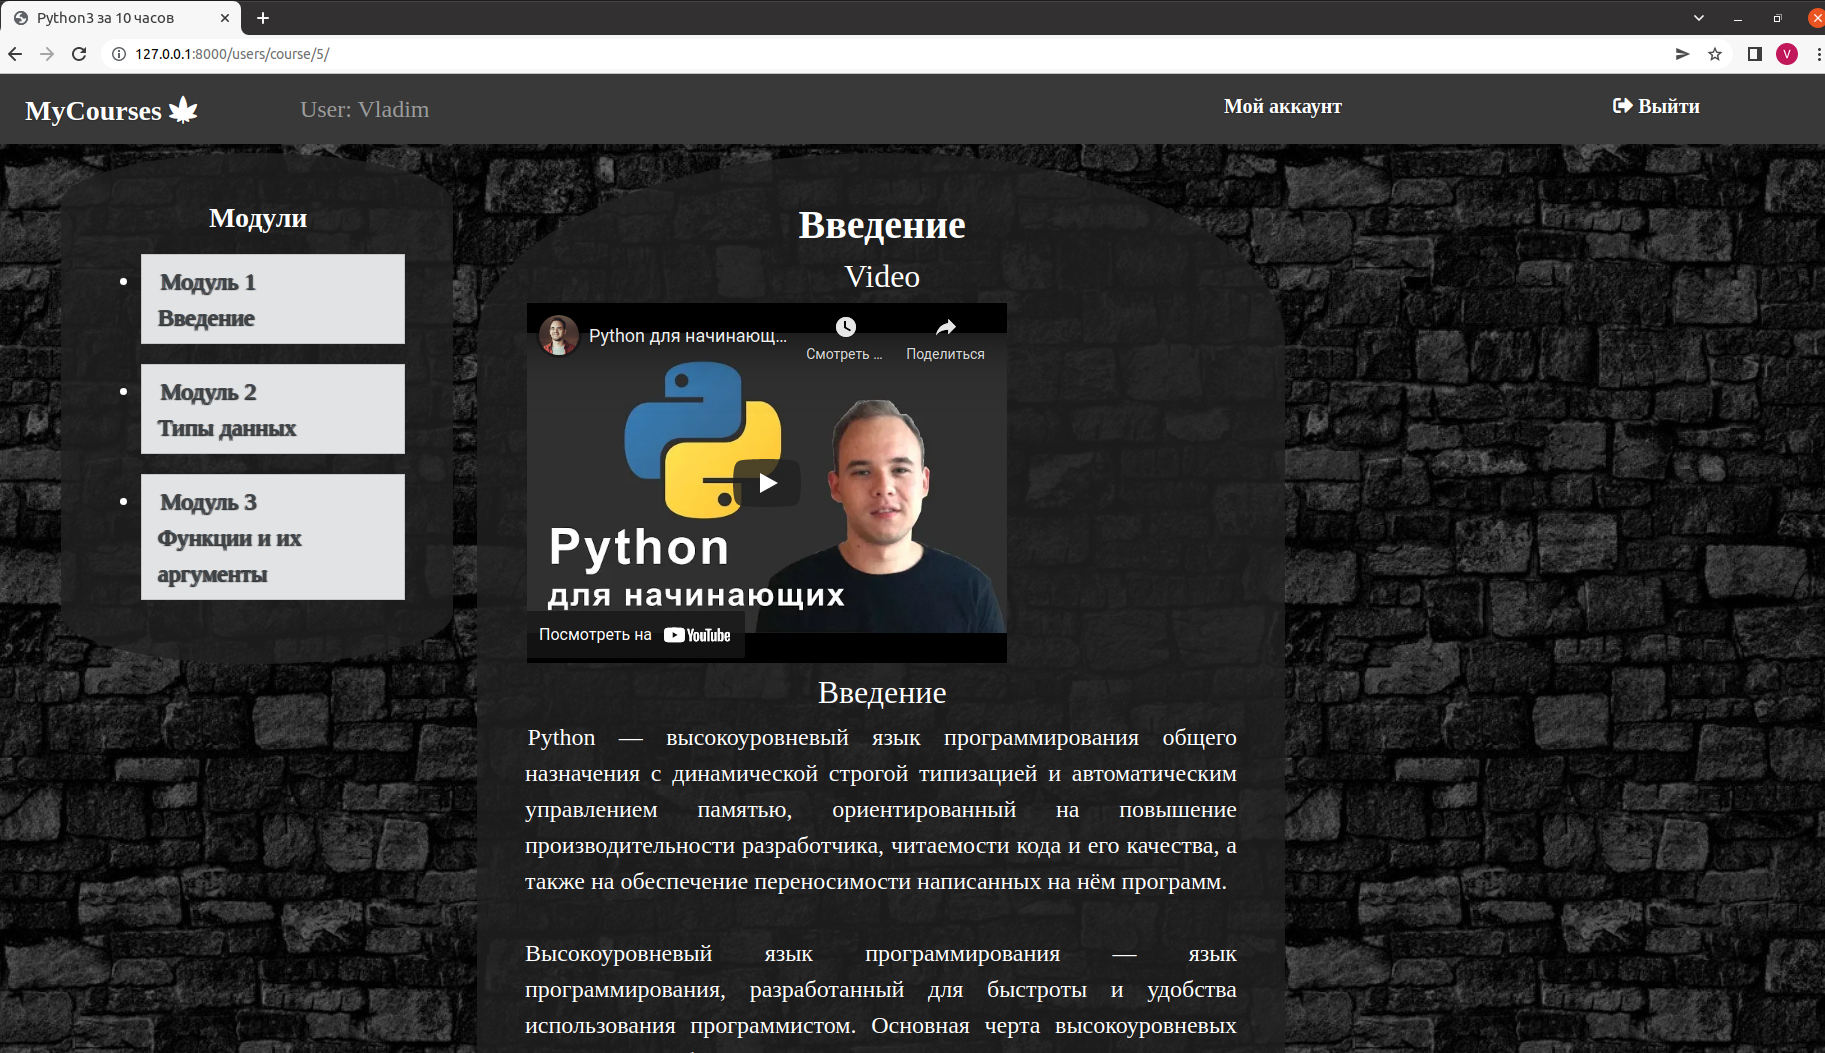 Python3 за 10 часов
127.0.0.1:8000/users/course/5/
V
MyCourses
User: Vladim
Мой аккаунт
Выйти
Модули
Модуль 1
Введение
Модуль 2
Типы данных
Модуль 3
Функции и их
аргументы
Введение
Video
Python для начинающ...
Смотреть ...
Поделиться
Python
для начинающих
Посмотреть на YouTube
Введение
Python — высокоуровневый язык программирования общего
назначения с динамической строгой типизацией и автоматическим
управлением памятью, ориентированный на повышение
производительности разработчика, читаемости кода и его качества, а
также на обеспечение переносимости написанных на нём программ.
Высокоуровневый язык программирования — язык
программирования, разработанный для быстроты и удобства
использования программистом. Основная черта высокоуровневых